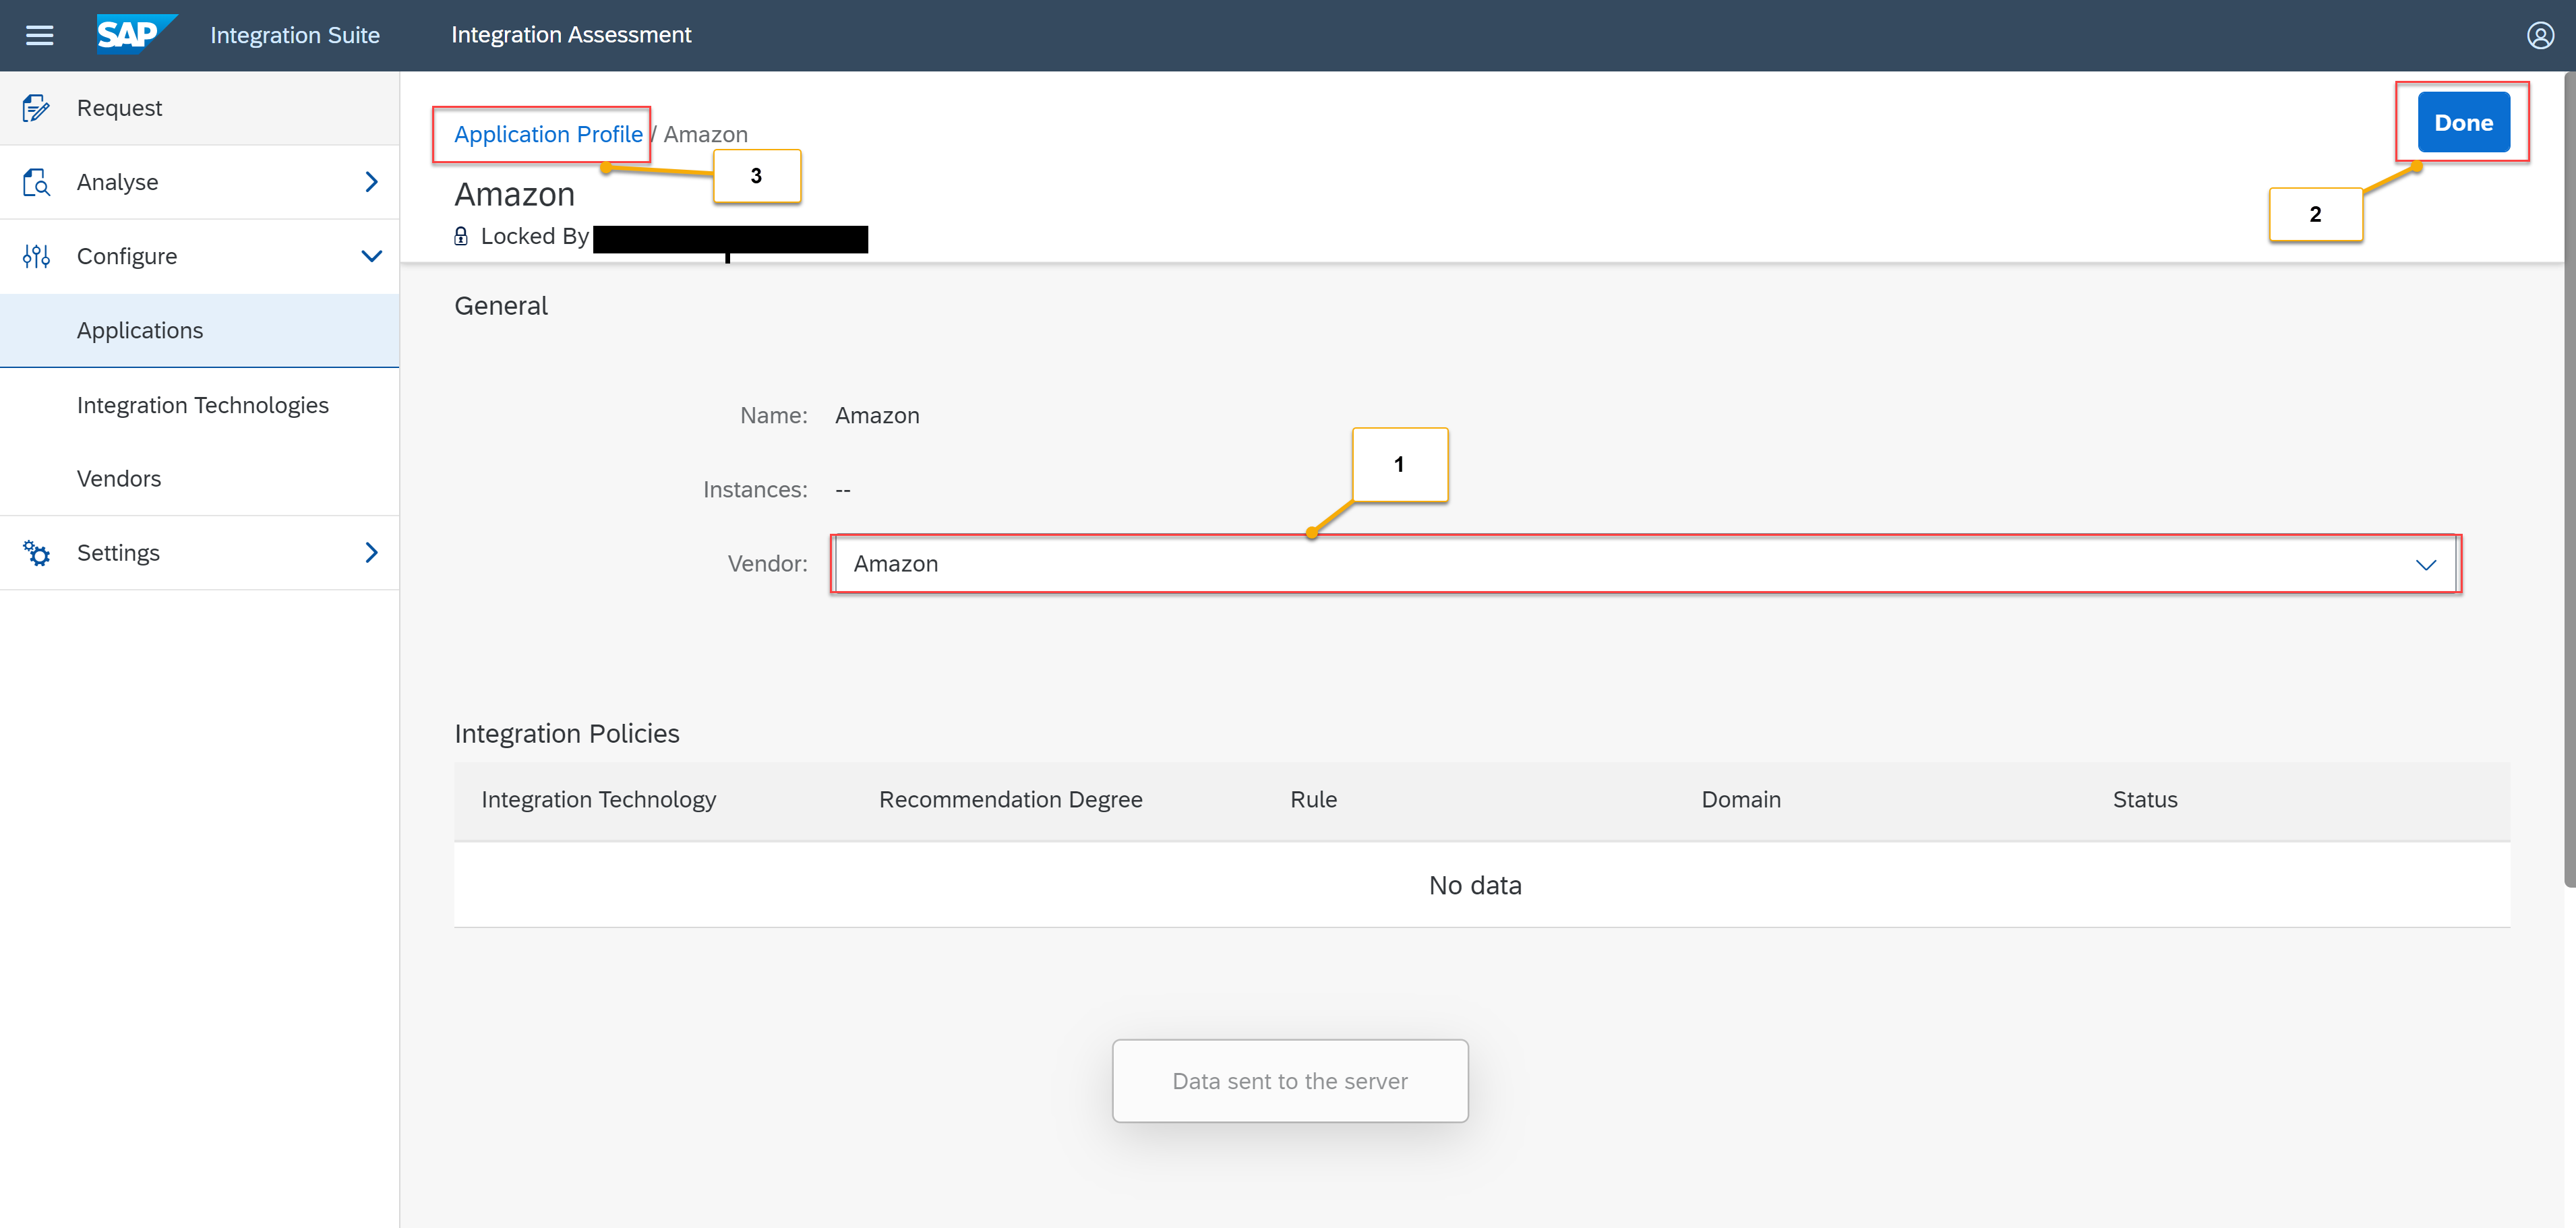 SAP Integration Suite Integration Assessment
Request
Analyse
Configure
Applications
Integration Technologies
Vendors
Settings
Application Profile / Amazon
Done
3
2
Amazon
Locked By
General
Name: Amazon
1
Instances: --
Vendor: Amazon
Integration Policies
Integration Technology Recommendation Degree Rule Domain Status
No data
Data sent to the server